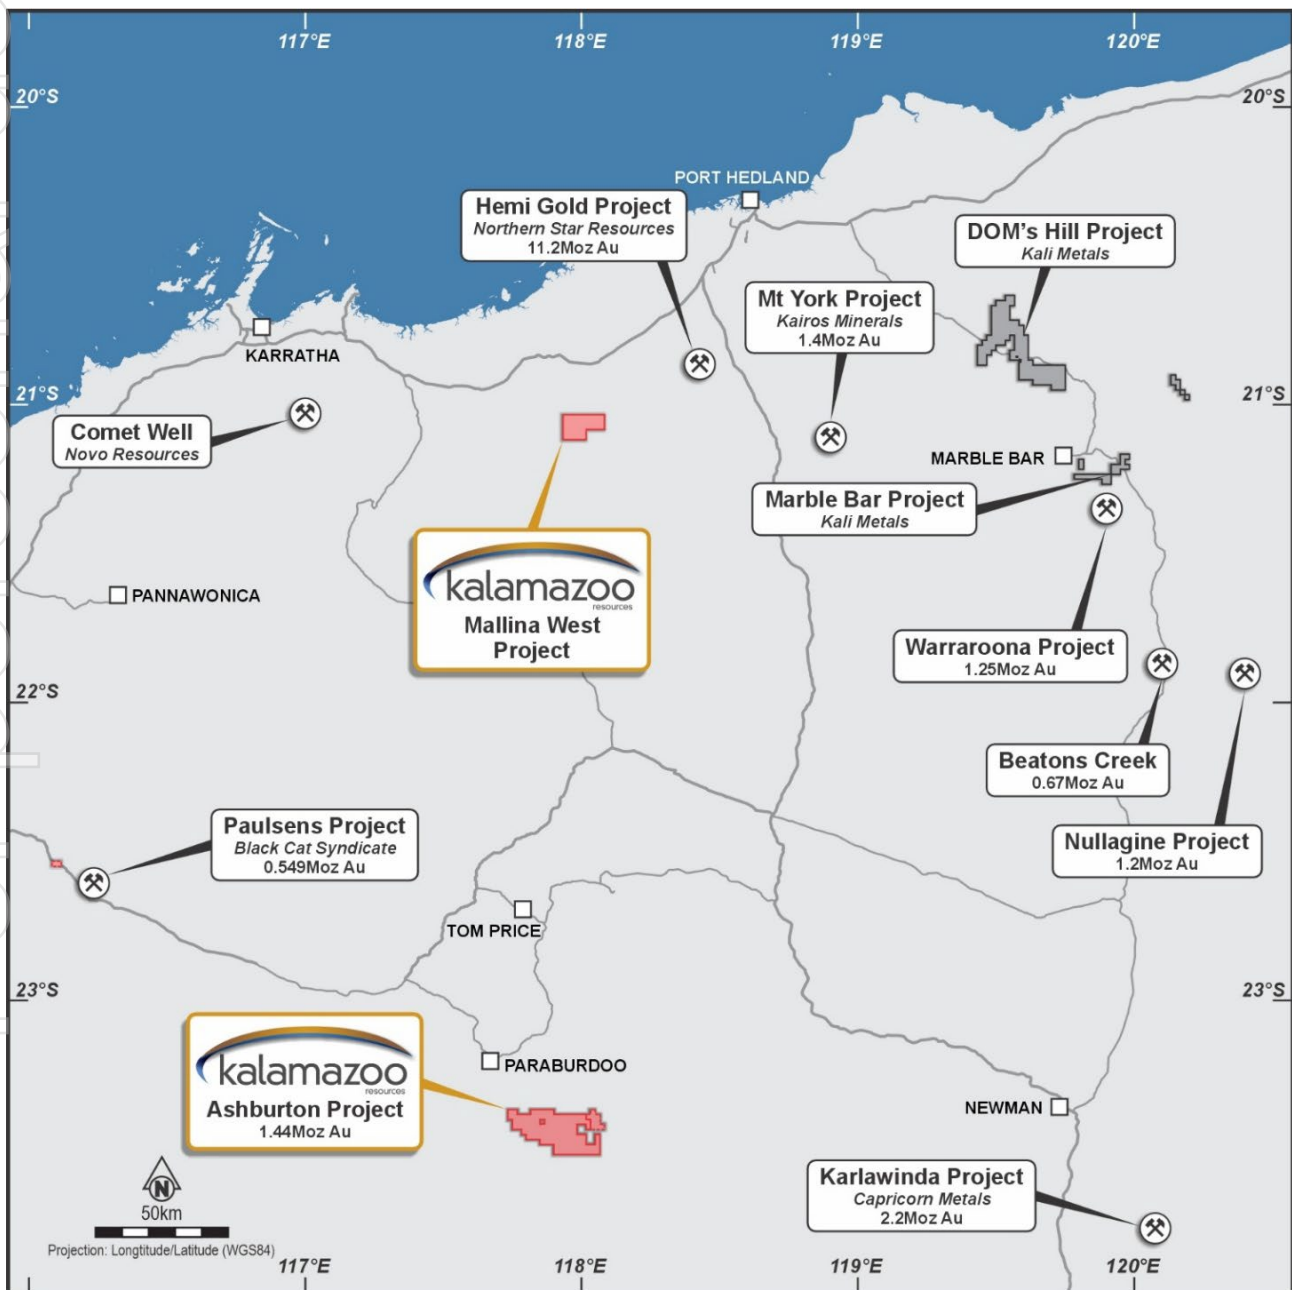 117°E
118°E
119°E
120°E
20°S
20°S
PORT HEDLAND
Hemi Gold Project
Northern Star Resources
11.2Moz Au
DOM's Hill Project
Kali Metals
Mt York Project
Kairos Minerals
1.4Moz Au
KARRATHA
21°S
21°S
Comet Well
Novo Resources
MARBLE BAR
Marble Bar Project
Kali Metals
kalamazoo
resources
Mallina West
Project
PANNAWONICA
Warraroona Project
1.25Moz Au
22°S
22°S
Beatons Creek
0.67Moz Au
Paulsens Project
Black Cat Syndicate
0.549Moz Au
Nullagine Project
1.2Moz Au
TOM PRICE
23°S
23°S
kalamazoo
resources
Ashburton Project
1.44Moz Au
PARABURDOO
NEWMAN
Karlawinda Project
Capricorn Metals
2.2Moz Au
N
50km
Projection: Longtitude/Latitude (WGS84)
117°E
118°E
119°E
120°E